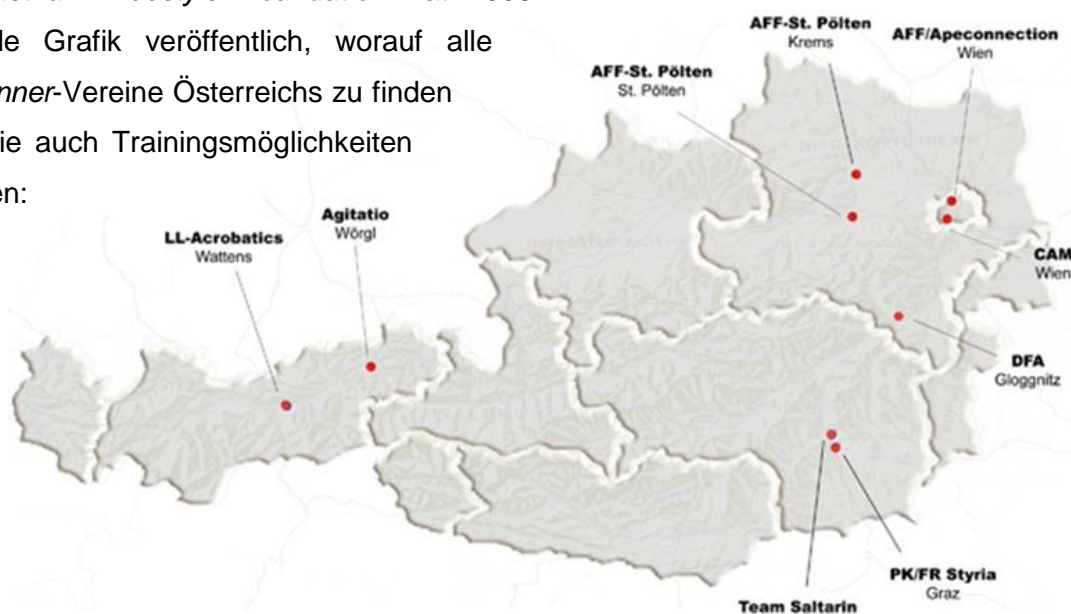 de Grafik veröffentlich, worauf alle
nner-Vereine Österreichs zu finden
ie auch Trainingsmöglichkeiten
en:
AFF-St. Pölten
Krems
AFF/Apeconnection
Wien
AFF-St. Pölten
St. Pölten
Agitatio
Wörgl
LL-Acrobatics
Wattens
CAM
Wien
DFA
Gloggnitz
PK/FR Styria
Graz
Team Saltarin